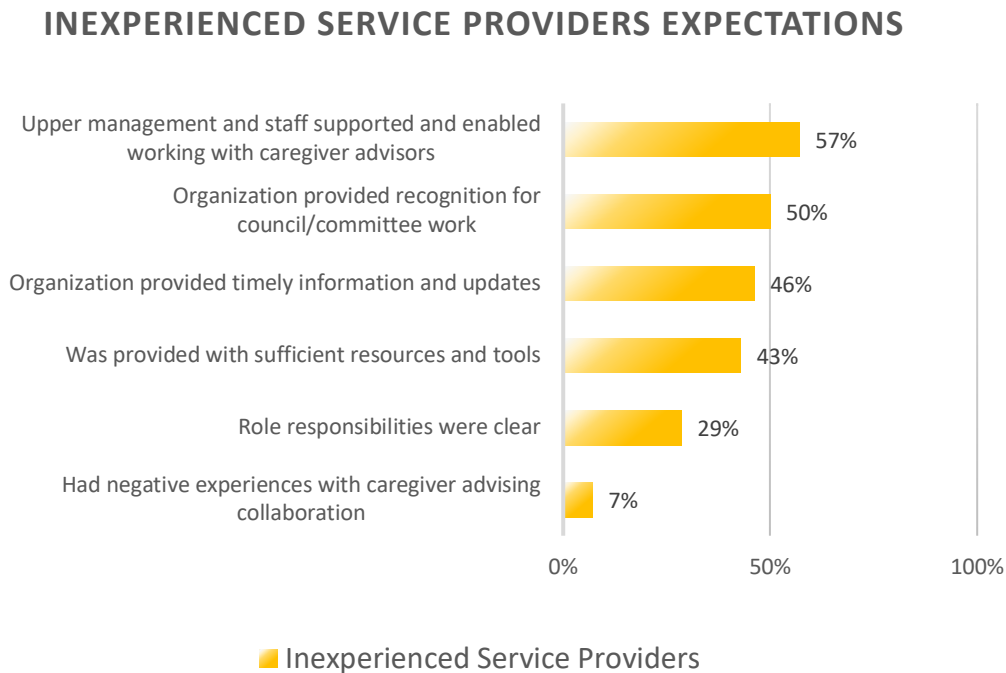 INEXPERIENCED SERVICE PROVIDERS EXPECTATIONS
Upper management and staff supported and enabled
working with caregiver advisors
57%
Organization provided recognition for
council/committee work
50%
Organization provided timely information and updates
46%
Was provided with sufficient resources and tools
43%
Role responsibilities were clear
29%
Had negative experiences with caregiver advising
collaboration
7%
0% 50% 100%
Inexperienced Service Providers